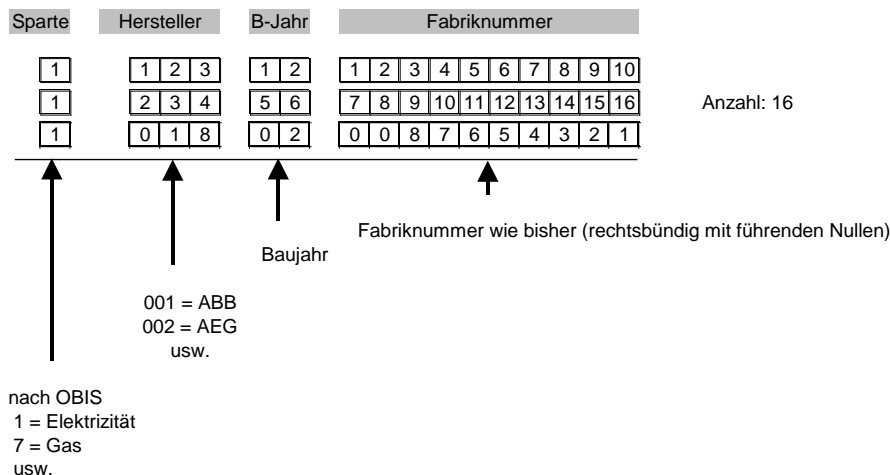 Sparte Hersteller B-Jahr Fabriknummer
1 1 2 3 1 2 1 2 3 4 5 6 7 8 9 10
1 2 3 4 5 6 7 8 9 10 11 12 13 14 15 16 Anzahl: 16
1 0 1 8 0 2 0 0 8 7 6 5 4 3 2 1
Fabriknummer wie bisher (rechtsbündig mit führenden Nullen)
Baujahr
001 = ABB
002 = AEG
usw.
nach OBIS
1 = Elektrizität
7 = Gas
usw.